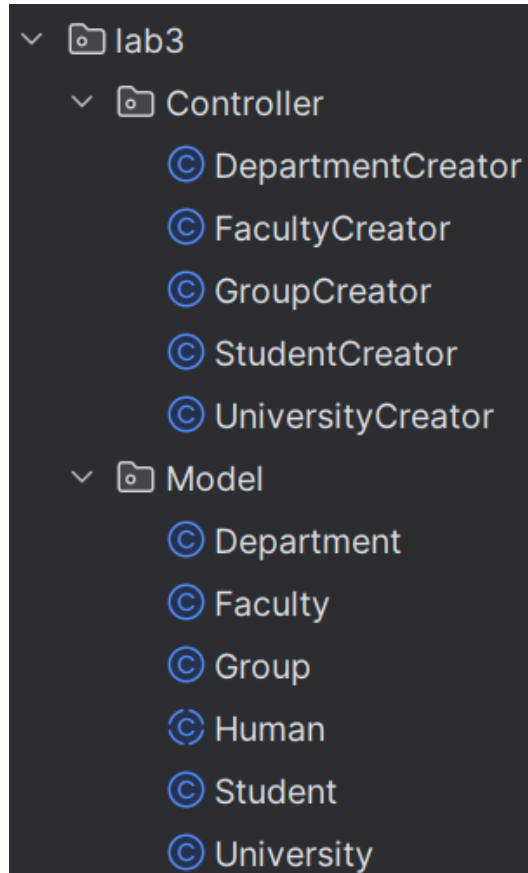 lab3
Controller
DepartmentCreator
FacultyCreator
GroupCreator
StudentCreator
UniversityCreator
Model
Department
Faculty
Group
Human
Student
University